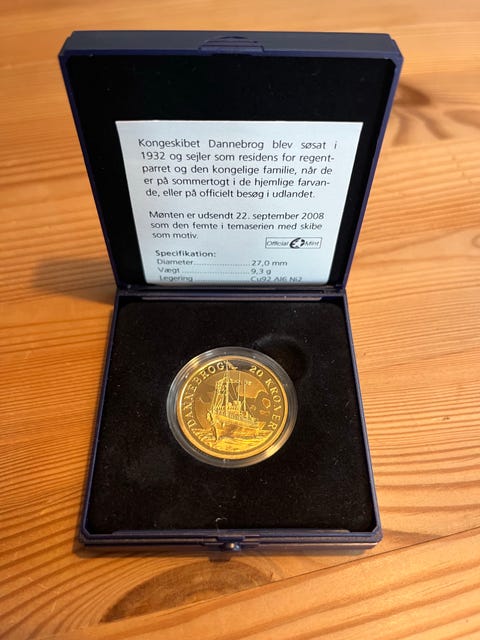 Kongeskibet Dannebrog blev søsat i
1932 og sejler som residens for regent-
parret og den kongelige familie, når de
er på sommertogt i de hjemlige farvan-
de, eller på officielt besøg i udlandet.
Mønten er udsendt 22. september 2008
som den femte i temaserien med skibe
som motiv.
Official Mint
Specifikation:
Diameter.........................27,0 mm
Vægt................................9,3 g
Legering Cu92 Al6 Ni2
DANNEBROG 20 KRONER